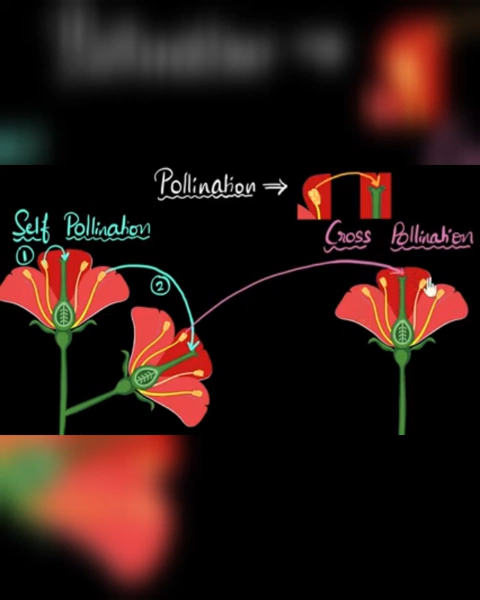 Pollination ⇒
Self Pollination
Cross Pollination
①
②